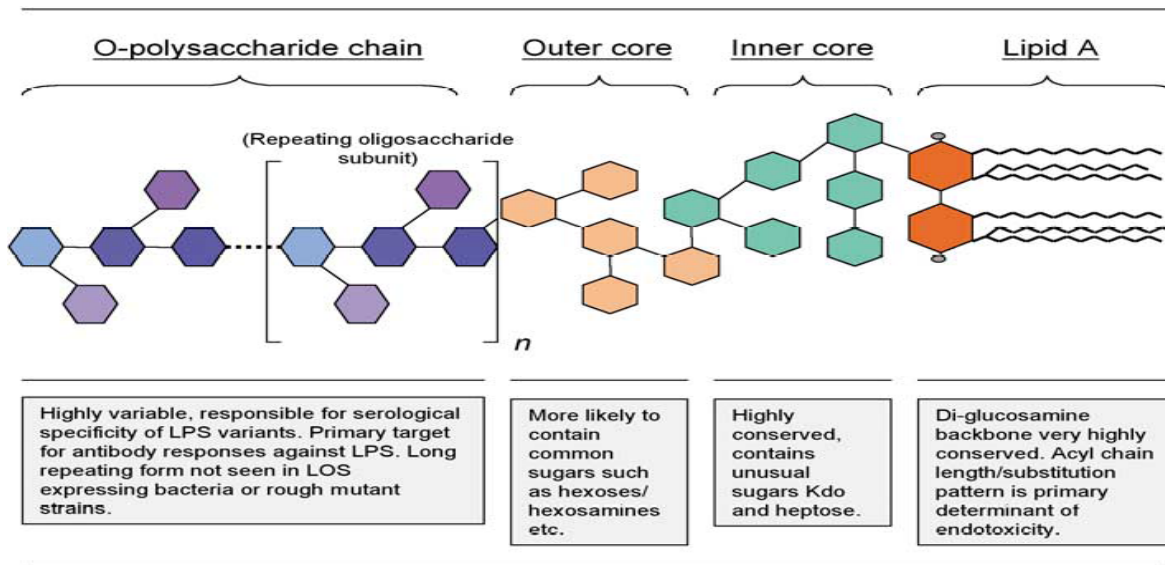 O-polysaccharide chain
Outer core
Inner core
Lipid A
(Repeating oligosaccharide
subunit)
n
Highly variable, responsible for serological
specificity of LPS variants. Primary target
for antibody responses against LPS. Long
repeating form not seen in LOS
expressing bacteria or rough mutant
strains.
More likely to
contain
common
sugars such
as hexoses/
hexosamines
etc.
Highly
conserved,
contains
unusual
sugars Kdo
and heptose.
Di-glucosamine
backbone very highly
conserved. Acyl chain
length/substitution
pattern is primary
determinant of
endotoxicity.